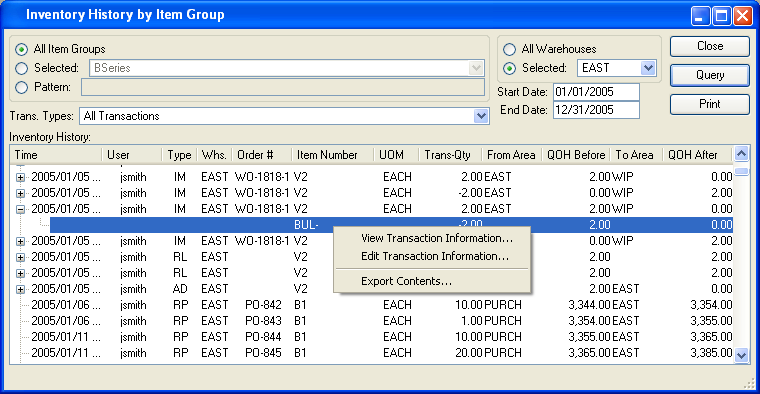 Inventory History by Item Group
All Item Groups
Selected: BSeries
Pattern:
All Warehouses
Selected: EAST
Start Date: 01/01/2005
End Date: 12/31/2005
Close
Query
Print
Trans. Types: All Transactions
Inventory History:
Time User Type Whs. Order # Item Number UOM Trans-Qty From Area QOH Before To Area QOH After
2005/01/05 ... jsmith IM EAST WO-1818-1 V2 EACH 2.00 EAST 2.00 WIP 0.00
2005/01/05 ... jsmith IM EAST WO-1818-1 V2 EACH -2.00 EAST 0.00 WIP 2.00
2005/01/05 ... jsmith IM EAST WO-1818-1 V2 EACH 2.00 EAST 2.00 WIP 0.00
BUL- -2.00 2.00 0.00
2005/01/05 ... jsmith IM EAST WO-1818-1 V2 0.00 WIP 2.00
2005/01/05 ... jsmith RL EAST V2 2.00 2.00
2005/01/05 ... jsmith RL EAST V2 2.00 2.00
2005/01/05 ... jsmith AD EAST V2 2.00 EAST 0.00
View Transaction Information...
Edit Transaction Information...
Export Contents...
2005/01/06 ... jsmith RP EAST PO-842 B1 EACH 10.00 PURCH 3,344.00 EAST 3,354.00
2005/01/06 ... jsmith RP EAST PO-843 B1 EACH 1.00 PURCH 3,354.00 EAST 3,355.00
2005/01/11 ... jsmith RP EAST PO-844 B1 EACH 10.00 PURCH 3,355.00 EAST 3,365.00
2005/01/11 ... jsmith RP EAST PO-845 B1 EACH 20.00 PURCH 3,365.00 EAST 3,385.00